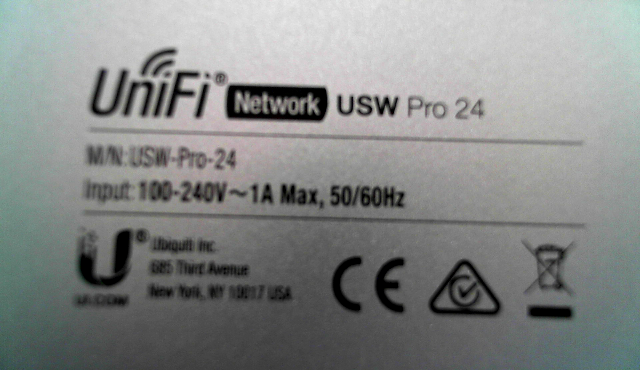 UniFi® Network USW Pro 24
M/N: USW-Pro-24
Input: 100-240V~1A Max, 50/60Hz
U® Ubiquiti Inc.
685 Third Avenue
New York, NY 10017 USA
UI.COM
CE